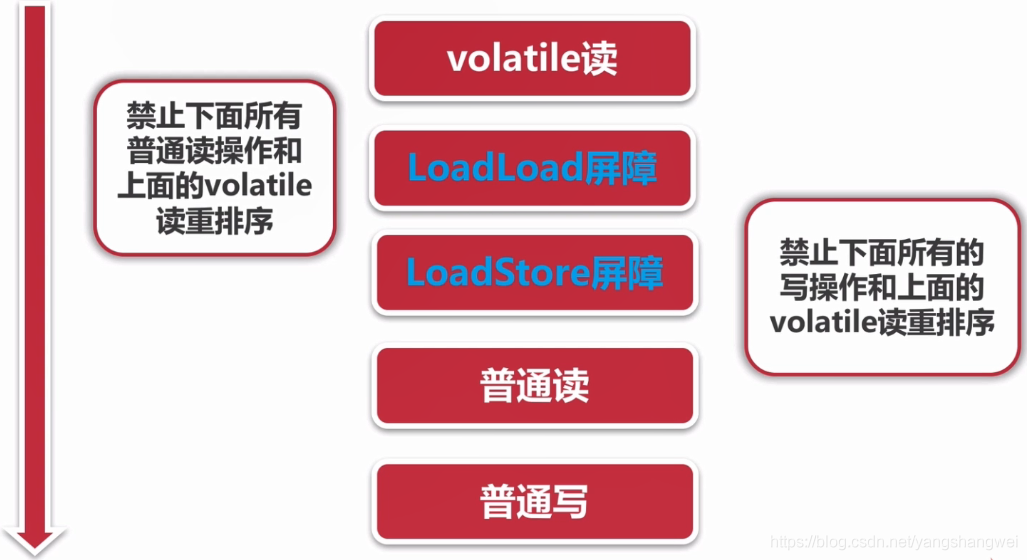 volatile读
禁止下面所有
普通读操作和
上面的volatile
读重排序
LoadLoad屏障
LoadStore屏障
禁止下面所有的
写操作和上面的
volatile读重排序
普通读
普通写
https://blog.csdn.net/yangshangwei